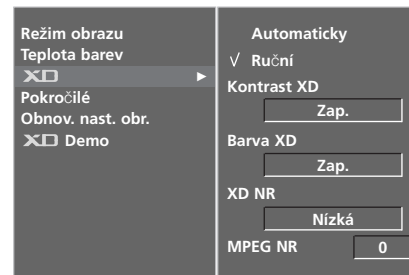 Režim obrazu
Teplota barev
XD ►
Pokročilé
Obnov. nast. obr.
XD Demo
Automaticky
√ Ruční
Kontrast XD
Zap.
Barva XD
Zap.
XD NR
Nízká
MPEG NR 0